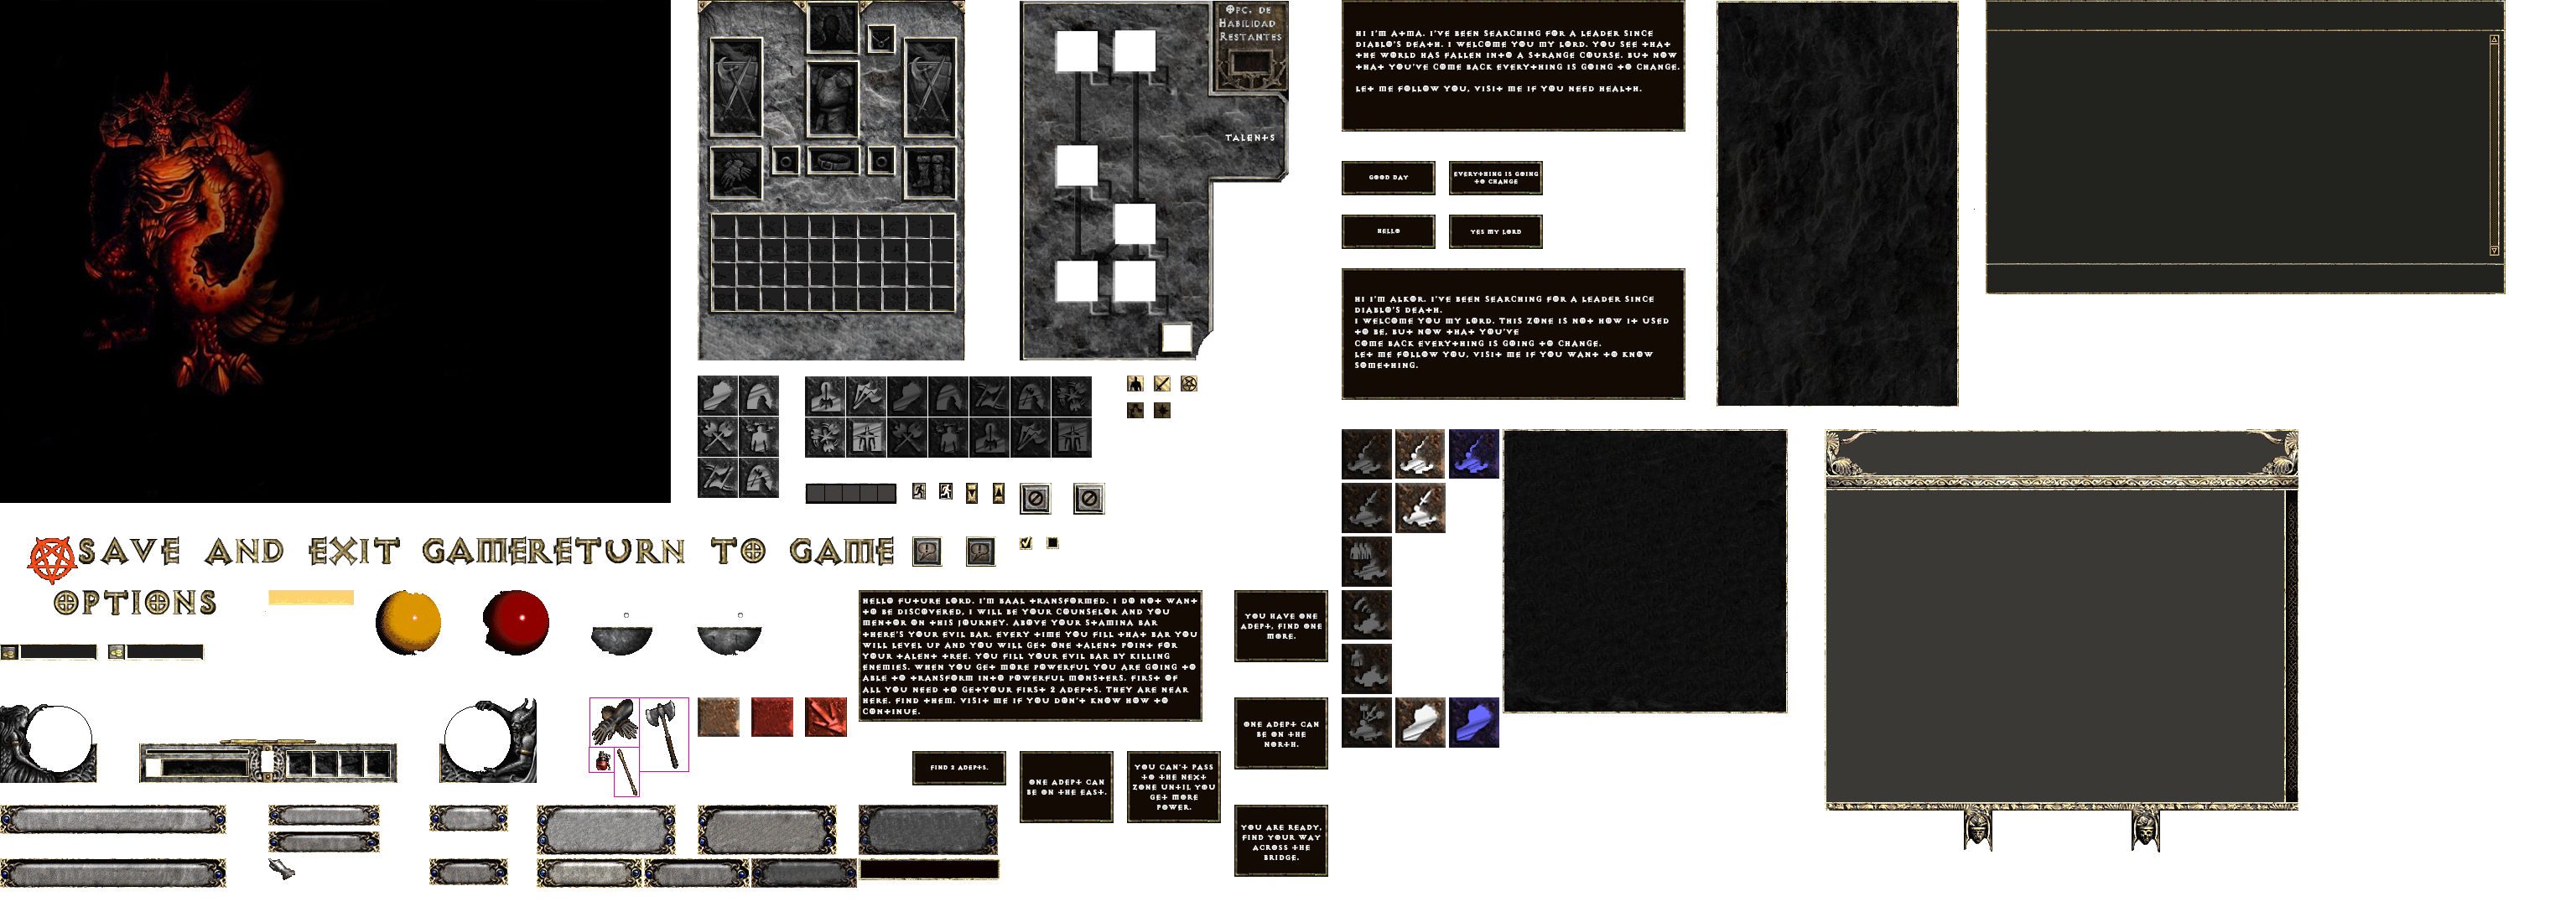 OPC. DE
HABILIDAD
RESTANTES
TALENTS
HI I'M ATMA. I'VE BEEN SEARCHING FOR A LEADER SINCE
DIABLO'S DEATH. I WELCOME YOU MY LORD. YOU SEE THAT
THE WORLD HAS FALLEN INTO A STRANGE COURSE. BUT NOW
THAT YOU'VE COME BACK EVERYTHING IS GOING TO CHANGE.
LET ME FOLLOW YOU, VISIT ME IF YOU NEED HEALTH.
GOOD DAY
EVERYTHING IS GOING
TO CHANGE
HELLO
YES MY LORD
HI I'M ALKOR. I'VE BEEN SEARCHING FOR A LEADER SINCE
DIABLO'S DEATH.
I WELCOME YOU MY LORD. THIS ZONE IS NOT HOW IT USED
TO BE, BUT NOW THAT YOU'VE
COME BACK EVERYTHING IS GOING TO CHANGE.
LET ME FOLLOW YOU, VISIT ME IF YOU WANT TO KNOW
SOMETHING.
SAVE AND EXIT GAME
RETURN TO GAME
OPTIONS
HELLO FUTURE LORD. I'M BAAL TRANSFORMED. I DO NOT WANT
TO BE DISCOVERED, I WILL BE YOUR COUNSELOR AND YOU
MENTOR ON THIS JOURNEY. ABOVE YOUR STAMINA BAR
THERE'S YOUR EVIL BAR. EVERY TIME YOU FILL THAT BAR YOU
WILL LEVEL UP AND YOU WILL GET ONE TALENT POINT FOR
YOUR TALENT TREE. YOU FILL YOUR EVIL BAR BY KILLING
ENEMIES. WHEN YOU GET MORE POWERFUL YOU ARE GOING TO
ABLE TO TRANSFORM INTO POWERFUL MONSTERS. FIRST OF
ALL YOU NEED TO GETYOUR FIRST 2 ADEPTS. THEY ARE NEAR
HERE. FIND THEM. VISIT ME IF YOU DON'T KNOW HOW TO
CONTINUE.
YOU HAVE ONE
ADEPT, FIND ONE
MORE.
ONE ADEPT CAN
BE ON THE
NORTH.
FIND 2 ADEPTS.
ONE ADEPT CAN
BE ON THE EAST.
YOU CAN'T PASS
TO THE NEXT
ZONE UNTIL YOU
GET MORE
POWER.
YOU ARE READY,
FIND YOUR WAY
ACROSS THE
BRIDGE.